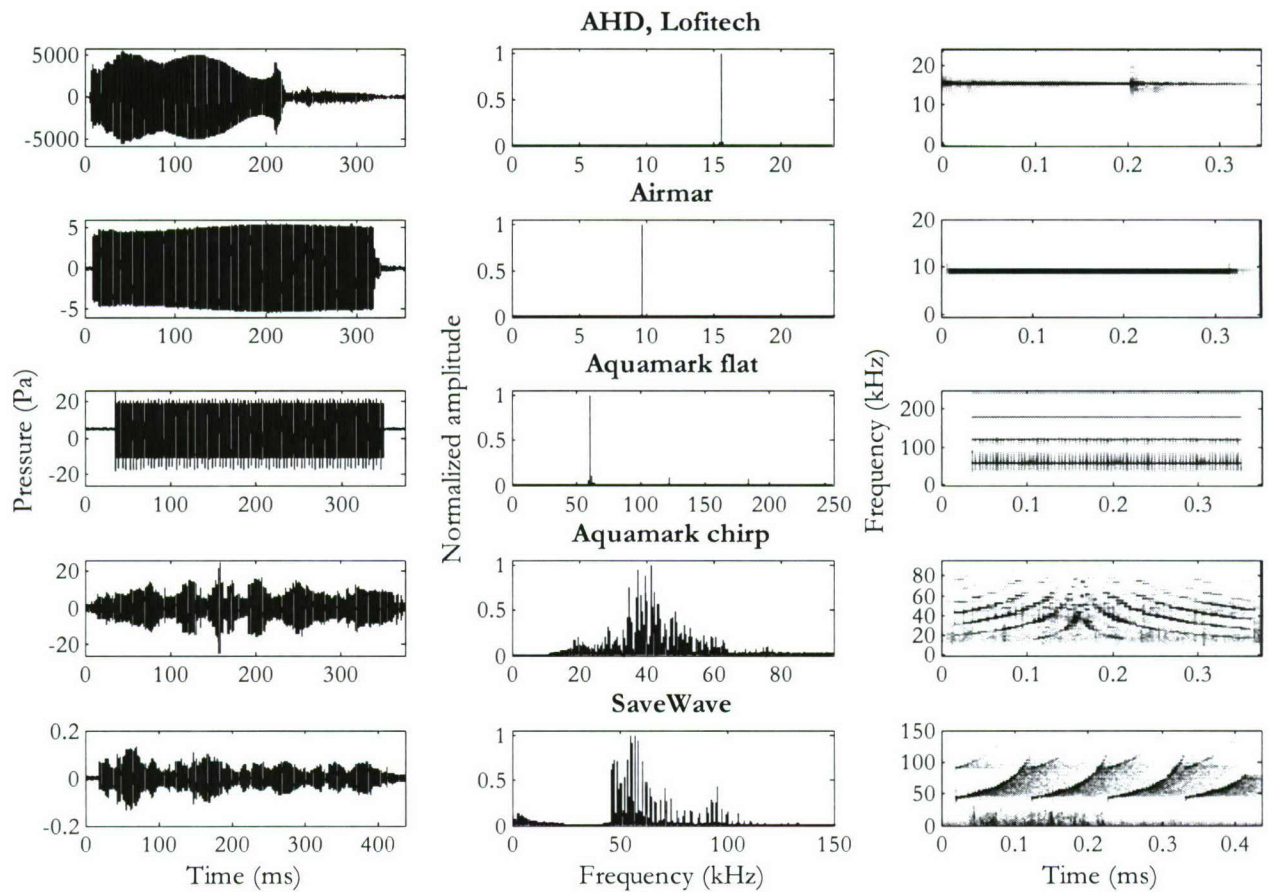 AHD, Lofitech
5000
0
-5000
0 100 200 300
1
0.5
0
0 5 10 15 20
20
10
0
0 0.1 0.2 0.3
Airmar
5
0
-5
0 100 200 300
1
0.5
0
0 5 10 15 20
20
10
0
0 0.1 0.2 0.3
Aquamark flat
20
0
-20
0 100 200 300
1
0.5
0
0 50 100 150 200 250
200
100
0
0 0.1 0.2 0.3
Aquamark chirp
20
0
-20
0 100 200 300
1
0.5
0
0 20 40 60 80
80
60
40
20
0
0 0.1 0.2 0.3
SaveWave
0.2
0
-0.2
0 100 200 300 400
1
0.5
0
0 50 100 150
150
100
50
0
0 0.1 0.2 0.3 0.4
Pressure (Pa)
Normalized amplitude
Frequency (kHz)
Time (ms)
Frequency (kHz)
Time (ms)